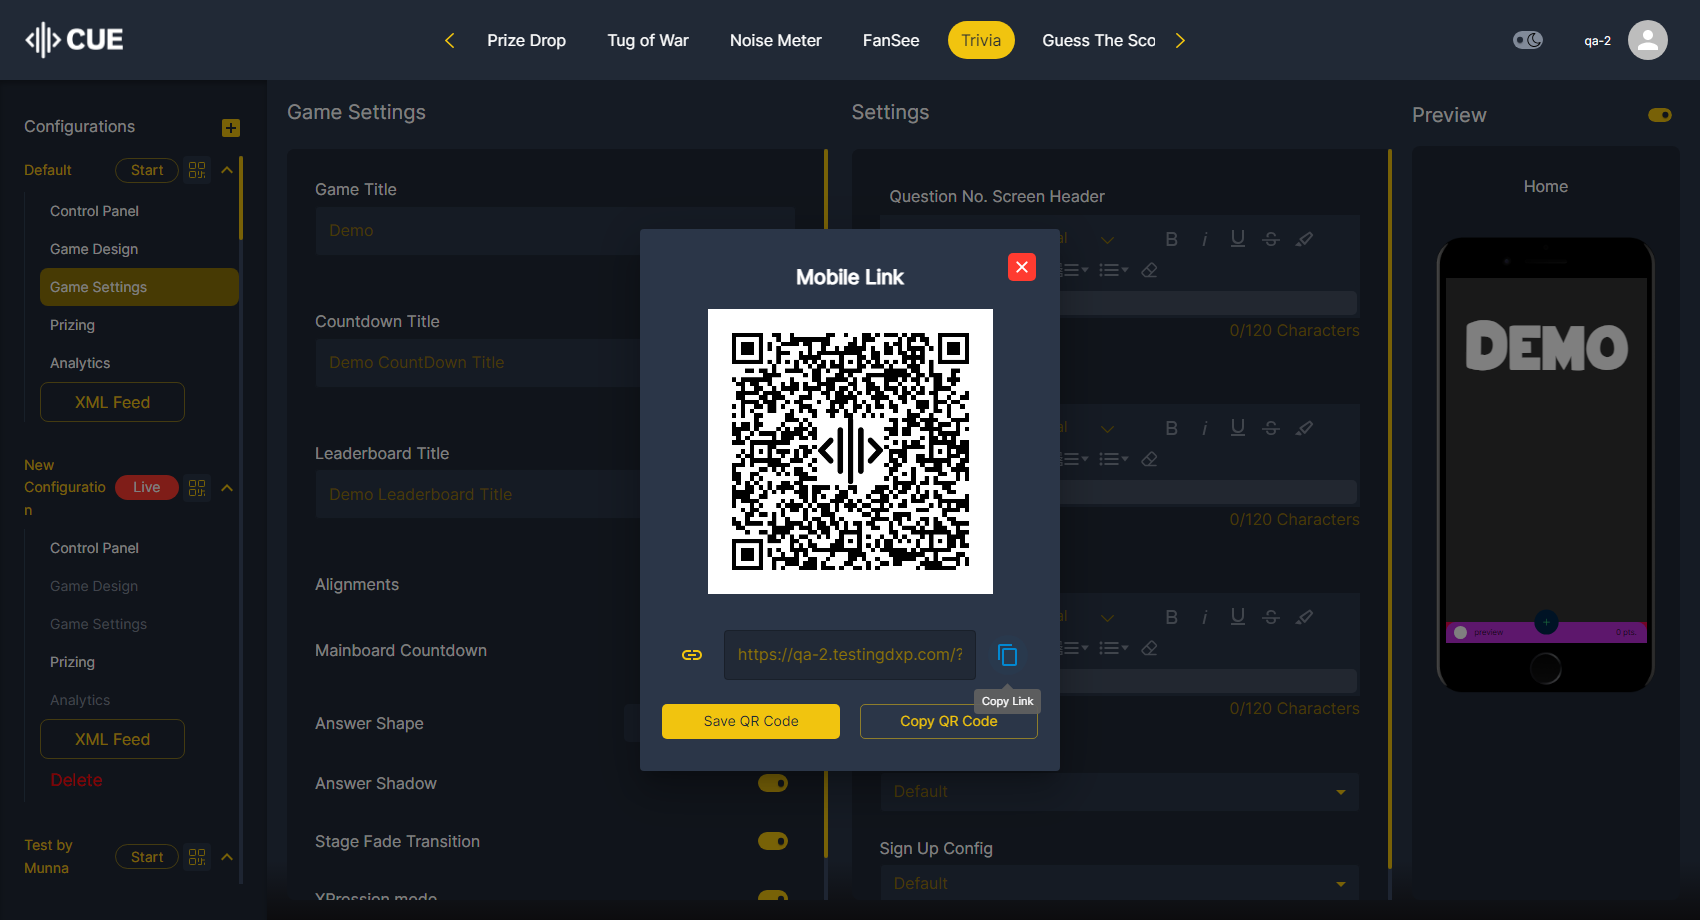 CUE
Prize Drop
Tug of War
Noise Meter
FanSee
Trivia
Guess The Sco
qa-2
Configurations
Default
Start
Control Panel
Game Design
Game Settings
Prizing
Analytics
XML Feed
New
Configuratio
n
Live
Control Panel
Game Design
Game Settings
Prizing
Analytics
XML Feed
Delete
Test by
Munna
Start
Game Settings
Game Title
Demo
Countdown Title
Demo CountDown Title
Leaderboard Title
Demo Leaderboard Title
Alignments
Mainboard Countdown
Answer Shape
Answer Shadow
Stage Fade Transition
XPression mode
Mobile Link
https://qa-2.testingdxp.com/?
Copy Link
Save QR Code
Copy QR Code
Settings
Question No. Screen Header
0/120 Characters
0/120 Characters
0/120 Characters
Default
Sign Up Config
Default
Preview
Home
DEMO
preview
0 pts.